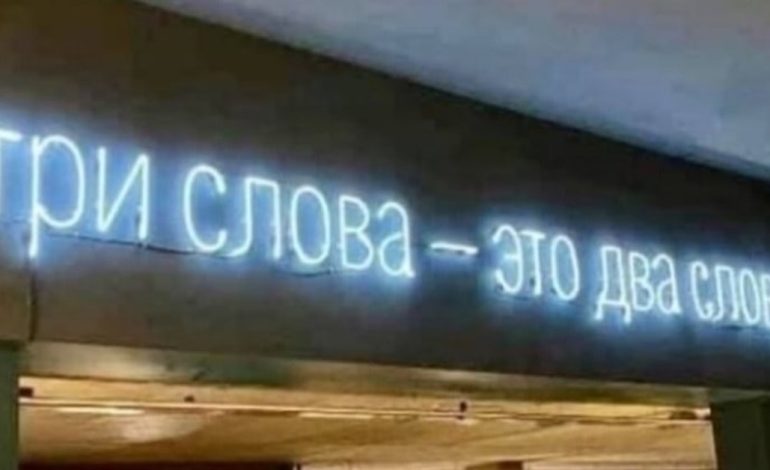 три слова – это два слов